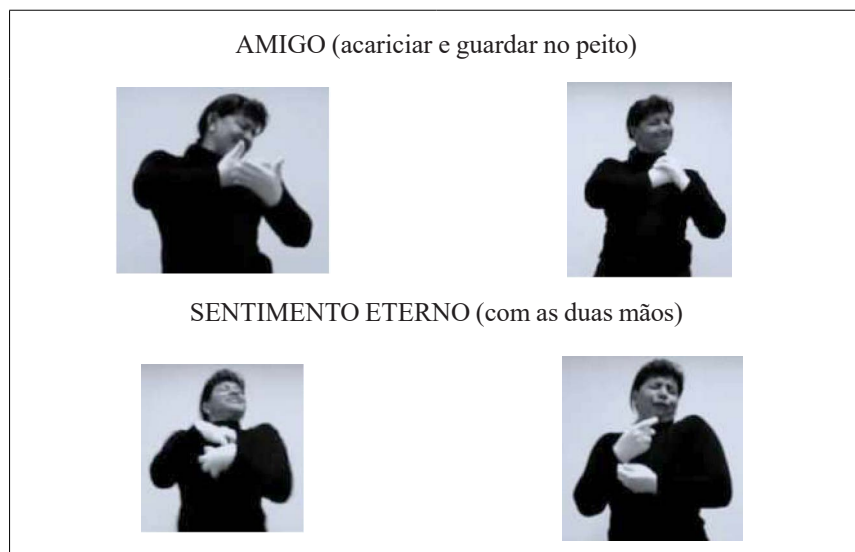 AMIGO (acariciar e guardar no peito)
SENTIMENTO ETERNO (com as duas mãos)